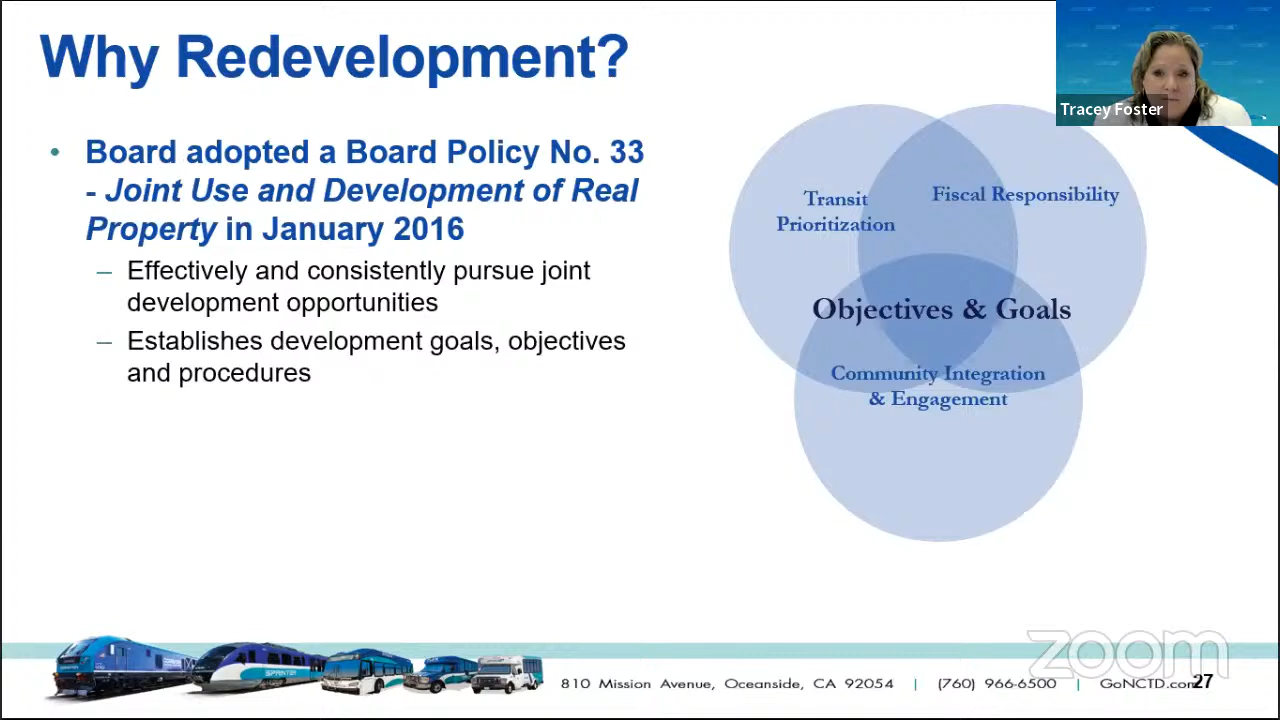 Why Redevelopment?
Tracey Foster
• Board adopted a Board Policy No. 33
- Joint Use and Development of Real
Property in January 2016
– Effectively and consistently pursue joint
development opportunities
– Establishes development goals, objectives
and procedures
Transit
Prioritization
Fiscal Responsibility
Objectives & Goals
Community Integration
& Engagement
SPRINTER
810 Mission Avenue, Oceanside, CA 92054 | (760) 966-6500 | GoNCTD.com
27
zoom